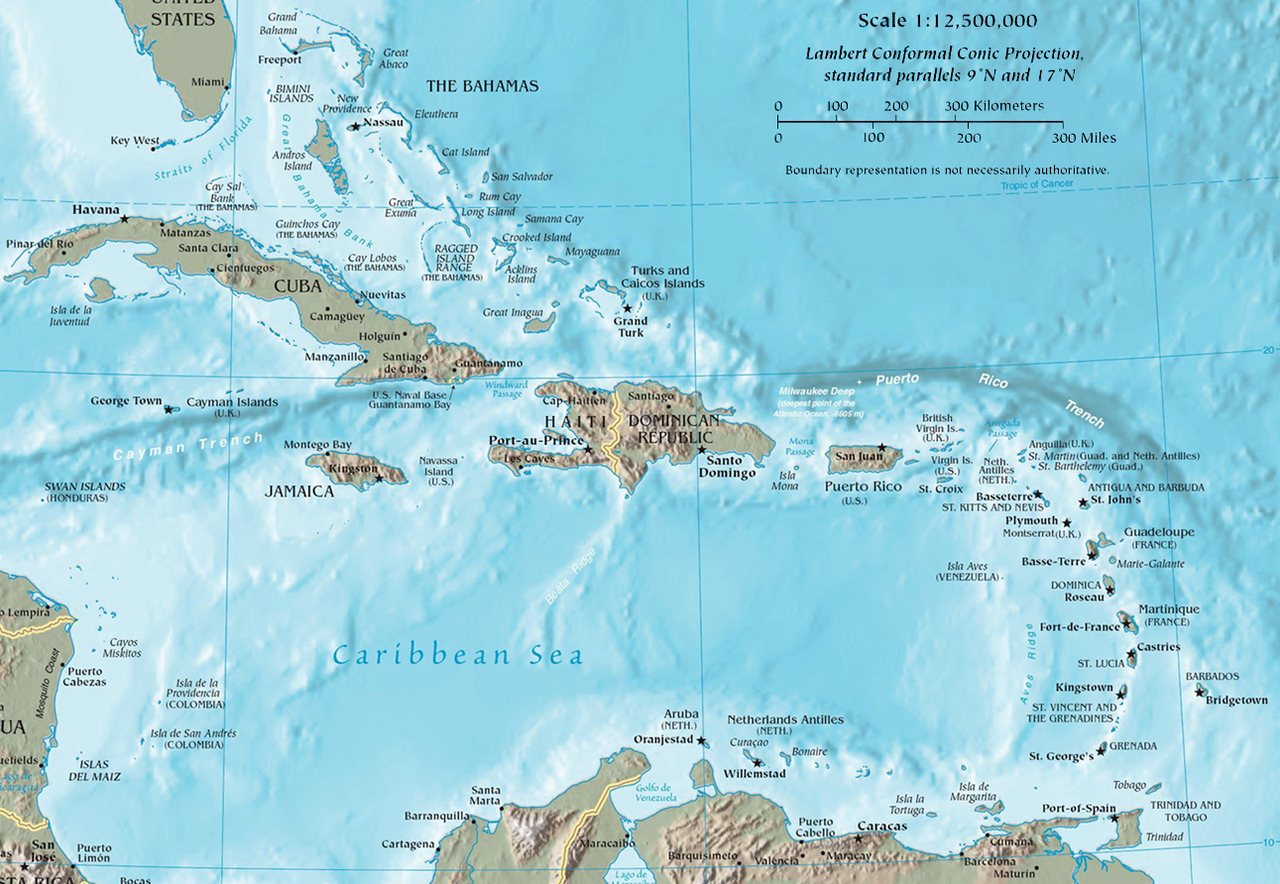 UNITED
STATES
Miami
Key West
Straits of Florida
Grand
Bahama
Freeport
Great
Abaco
BIMINI
ISLANDS
New
Providence
Nassau
THE BAHAMAS
Eleuthera
Great Bahama Bank
Andros
Island
Cat Island
San Salvador
Rum Cay
Great
Exuma
Long Island
Samana Cay
Crooked Island
Mayaguana
Acklins
Island
RAGGED
ISLAND
RANGE
(THE BAHAMAS)
Cay Sal
Bank
(THE BAHAMAS)
Guinchos Cay
(THE BAHAMAS)
Cay Lobos
(THE BAHAMAS)
Great Inagua
Turks and
Caicos Islands
(U.K.)
Grand
Turk
Scale 1:12,500,000
Lambert Conformal Conic Projection,
standard parallels 9°N and 17°N
0 100 200 300 Kilometers
0 100 200 300 Miles
Boundary representation is not necessarily authoritative.
Tropic of Cancer
Havana
Matanzas
Pinar del Río
Santa Clara
Cienfuegos
CUBA
Isla de la
Juventud
Nuevitas
Camagüey
Holguín
Manzanillo
Santiago
de Cuba
Guantánamo
U.S. Naval Base
Guantanamo Bay
Windward
Passage
20
George Town
Cayman Islands
(U.K.)
Cayman Trench
Montego Bay
Kingston
JAMAICA
Navassa
Island
(U.S.)
SWAN ISLANDS
(HONDURAS)
Cap-Haïtien
HAITI
Port-au-Prince
Les Cayes
Santiago
DOMINICAN
REPUBLIC
Santo
Domingo
Mona
Passage
Isla
Mona
Milwaukee Deep
(deepest point of the
Atlantic Ocean, -8605 m)
Puerto Rico Trench
San Juan
Puerto Rico
(U.S.)
British
Virgin Is.
(U.K.)
Virgin Is.
(U.S.)
St. Croix
Anegada
Passage
Anguilla (U.K.)
St. Martin (Guad. and Neth. Antilles)
St. Barthelemy (Guad.)
Neth.
Antilles
(NETH.)
Basseterre
ST. KITTS AND NEVIS
ANTIGUA AND BARBUDA
St. John's
Plymouth
Montserrat (U.K.)
Guadeloupe
(FRANCE)
Basse-Terre
Marie-Galante
Isla Aves
(VENEZUELA)
DOMINICA
Roseau
Martinique
(FRANCE)
Fort-de-France
Castries
ST. LUCIA
Aves Ridge
BARBADOS
Bridgetown
Kingstown
ST. VINCENT AND
THE GRENADINES
St. George's
GRENADA
Beata Ridge
Caribbean Sea
Lempira
Cayos
Miskitos
Mosquito Coast
Puerto
Cabezas
Isla de la
Providencia
(COLOMBIA)
Isla de San Andrés
(COLOMBIA)
ISLAS
DEL MAIZ
UA
uefields
San
José
Puerto
Limón
STA RICA
Bocas
Aruba
(NETH.)
Oranjestad
Netherlands Antilles
(NETH.)
Curaçao
Bonaire
Willemstad
Santa
Marta
Barranquilla
Cartagena
Golfo de
Venezuela
Maracaibo
Lago de
Barquisimeto
Puerto
Cabello
Valencia
Maracay
Caracas
Isla la
Tortuga
Isla de
Margarita
Cumaná
Barcelona
Maturín
Tobago
Port-of-Spain
TRINIDAD AND
TOBAGO
Trinidad
10